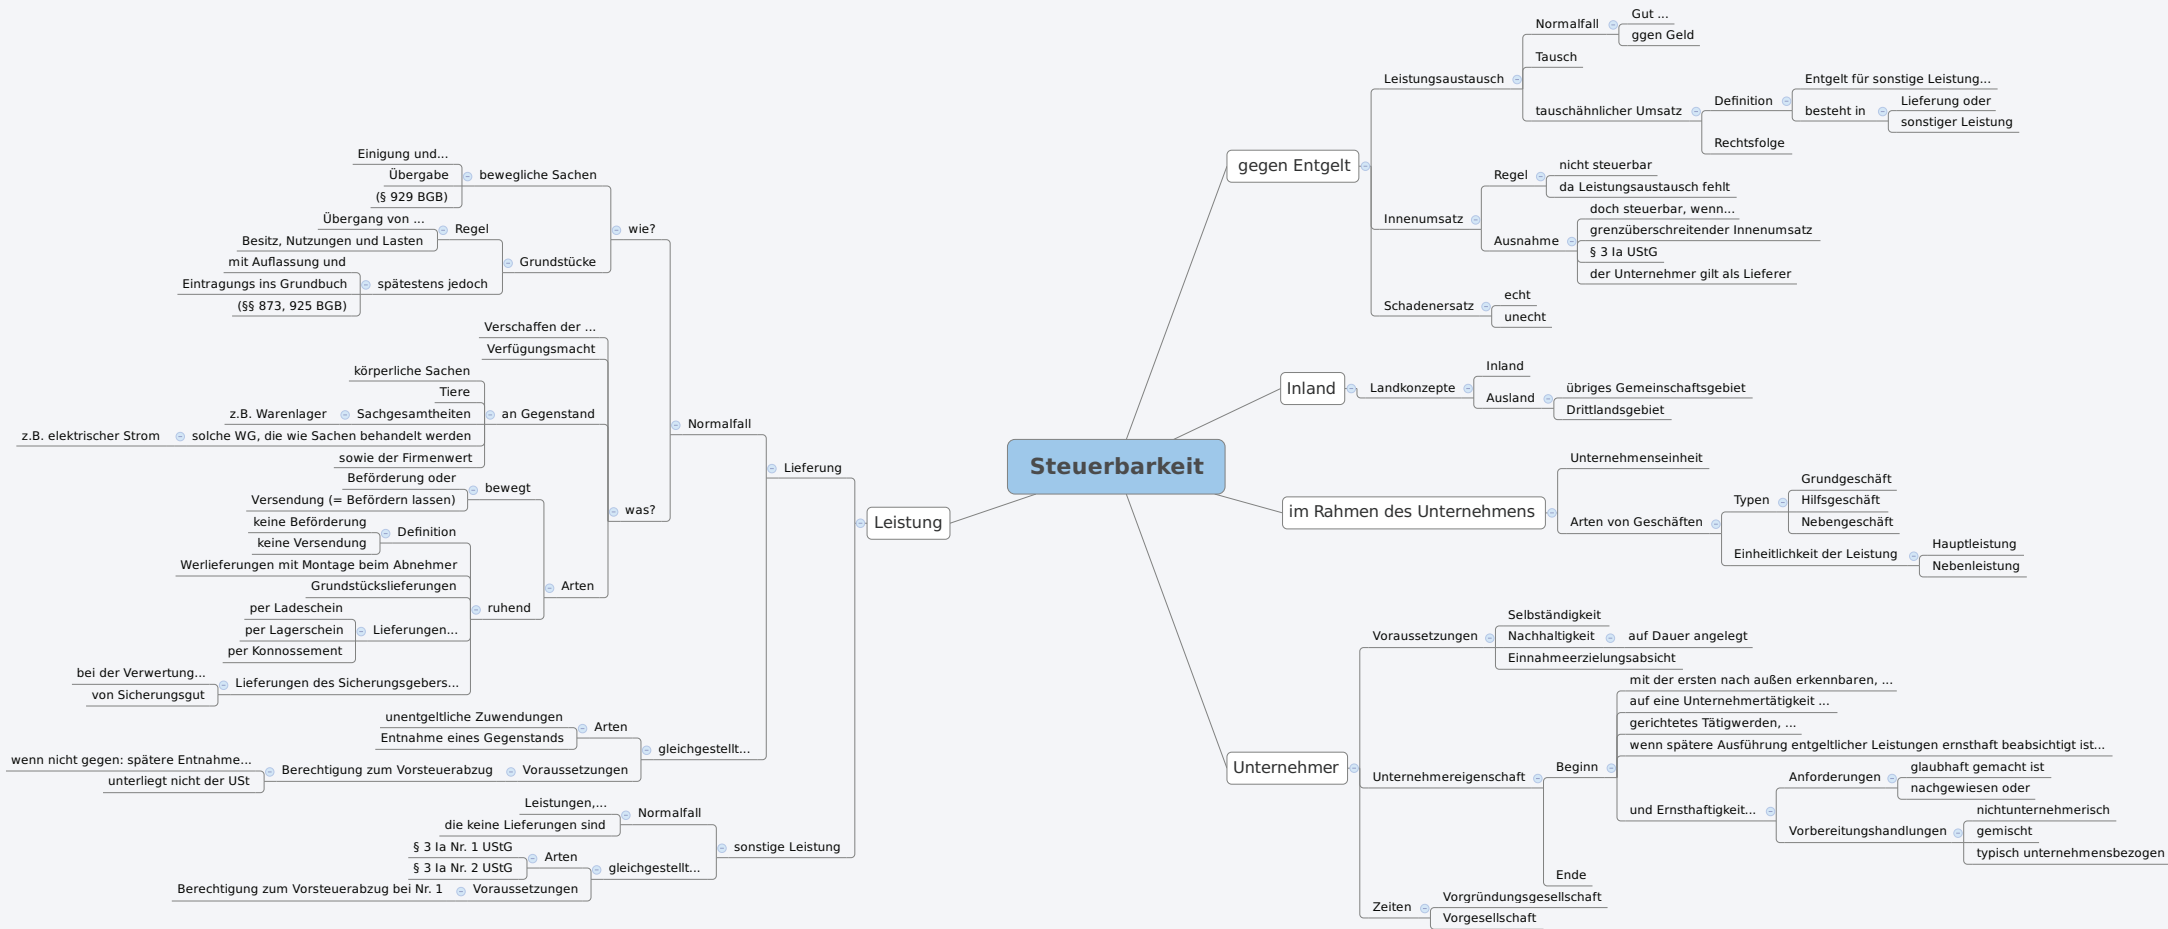 Steuerbarkeit
gegen Entgelt
Leistungsaustausch
Normalfall
Gut ...
ggen Geld
Tausch
tauschähnlicher Umsatz
Definition
Entgelt für sonstige Leistung...
besteht in
Lieferung oder
sonstiger Leistung
Rechtsfolge
Innenumsatz
Regel
nicht steuerbar
da Leistungsaustausch fehlt
Ausnahme
doch steuerbar, wenn...
grenzüberschreitender Innenumsatz
§ 3 Ia UStG
der Unternehmer gilt als Lieferer
Schadenersatz
echt
unecht
Inland
Landkonzepte
Inland
Ausland
übriges Gemeinschaftsgebiet
Drittlandsgebiet
im Rahmen des Unternehmens
Unternehmenseinheit
Arten von Geschäften
Typen
Grundgeschäft
Hilfsgeschäft
Nebengeschäft
Einheitlichkeit der Leistung
Hauptleistung
Nebenleistung
Unternehmer
Voraussetzungen
Selbständigkeit
Nachhaltigkeit
auf Dauer angelegt
Einnahmeerzielungsabsicht
Unternehmereigenschaft
Beginn
mit der ersten nach außen erkennbaren, ...
auf eine Unternehmertätigkeit ...
gerichtetes Tätigwerden, ...
wenn spätere Ausführung entgeltlicher Leistungen ernsthaft beabsichtigt ist...
und Ernsthaftigkeit...
Anforderungen
glaubhaft gemacht ist
nachgewiesen oder
Vorbereitungshandlungen
nichtunternehmerisch
gemischt
typisch unternehmensbezogen
Ende
Zeiten
Vorgründungsgesellschaft
Vorgesellschaft
Leistung
Lieferung
Normalfall
wie?
bewegliche Sachen
Einigung und...
Übergabe
(§ 929 BGB)
Grundstücke
Regel
Übergang von ...
Besitz, Nutzungen und Lasten
spätestens jedoch
mit Auflassung und
Eintragungs ins Grundbuch
(§§ 873, 925 BGB)
was?
Verschaffen der ...
Verfügungsmacht
an Gegenstand
körperliche Sachen
Tiere
Sachgesamtheiten
z.B. Warenlager
solche WG, die wie Sachen behandelt werden
z.B. elektrischer Strom
sowie der Firmenwert
Arten
bewegt
Beförderung oder
Versendung (= Befördern lassen)
ruhend
Definition
keine Beförderung
keine Versendung
Werlieferungen mit Montage beim Abnehmer
Grundstückslieferungen
Lieferungen...
per Ladeschein
per Lagerschein
per Konnossement
Lieferungen des Sicherungsgebers...
bei der Verwertung...
von Sicherungsgut
gleichgestellt...
Arten
unentgeltliche Zuwendungen
Entnahme eines Gegenstands
Voraussetzungen
Berechtigung zum Vorsteuerabzug
wenn nicht gegen: spätere Entnahme...
unterliegt nicht der USt
sonstige Leistung
Normalfall
Leistungen,...
die keine Lieferungen sind
gleichgestellt...
Arten
§ 3 Ia Nr. 1 UStG
§ 3 Ia Nr. 2 UStG
Voraussetzungen
Berechtigung zum Vorsteuerabzug bei Nr. 1